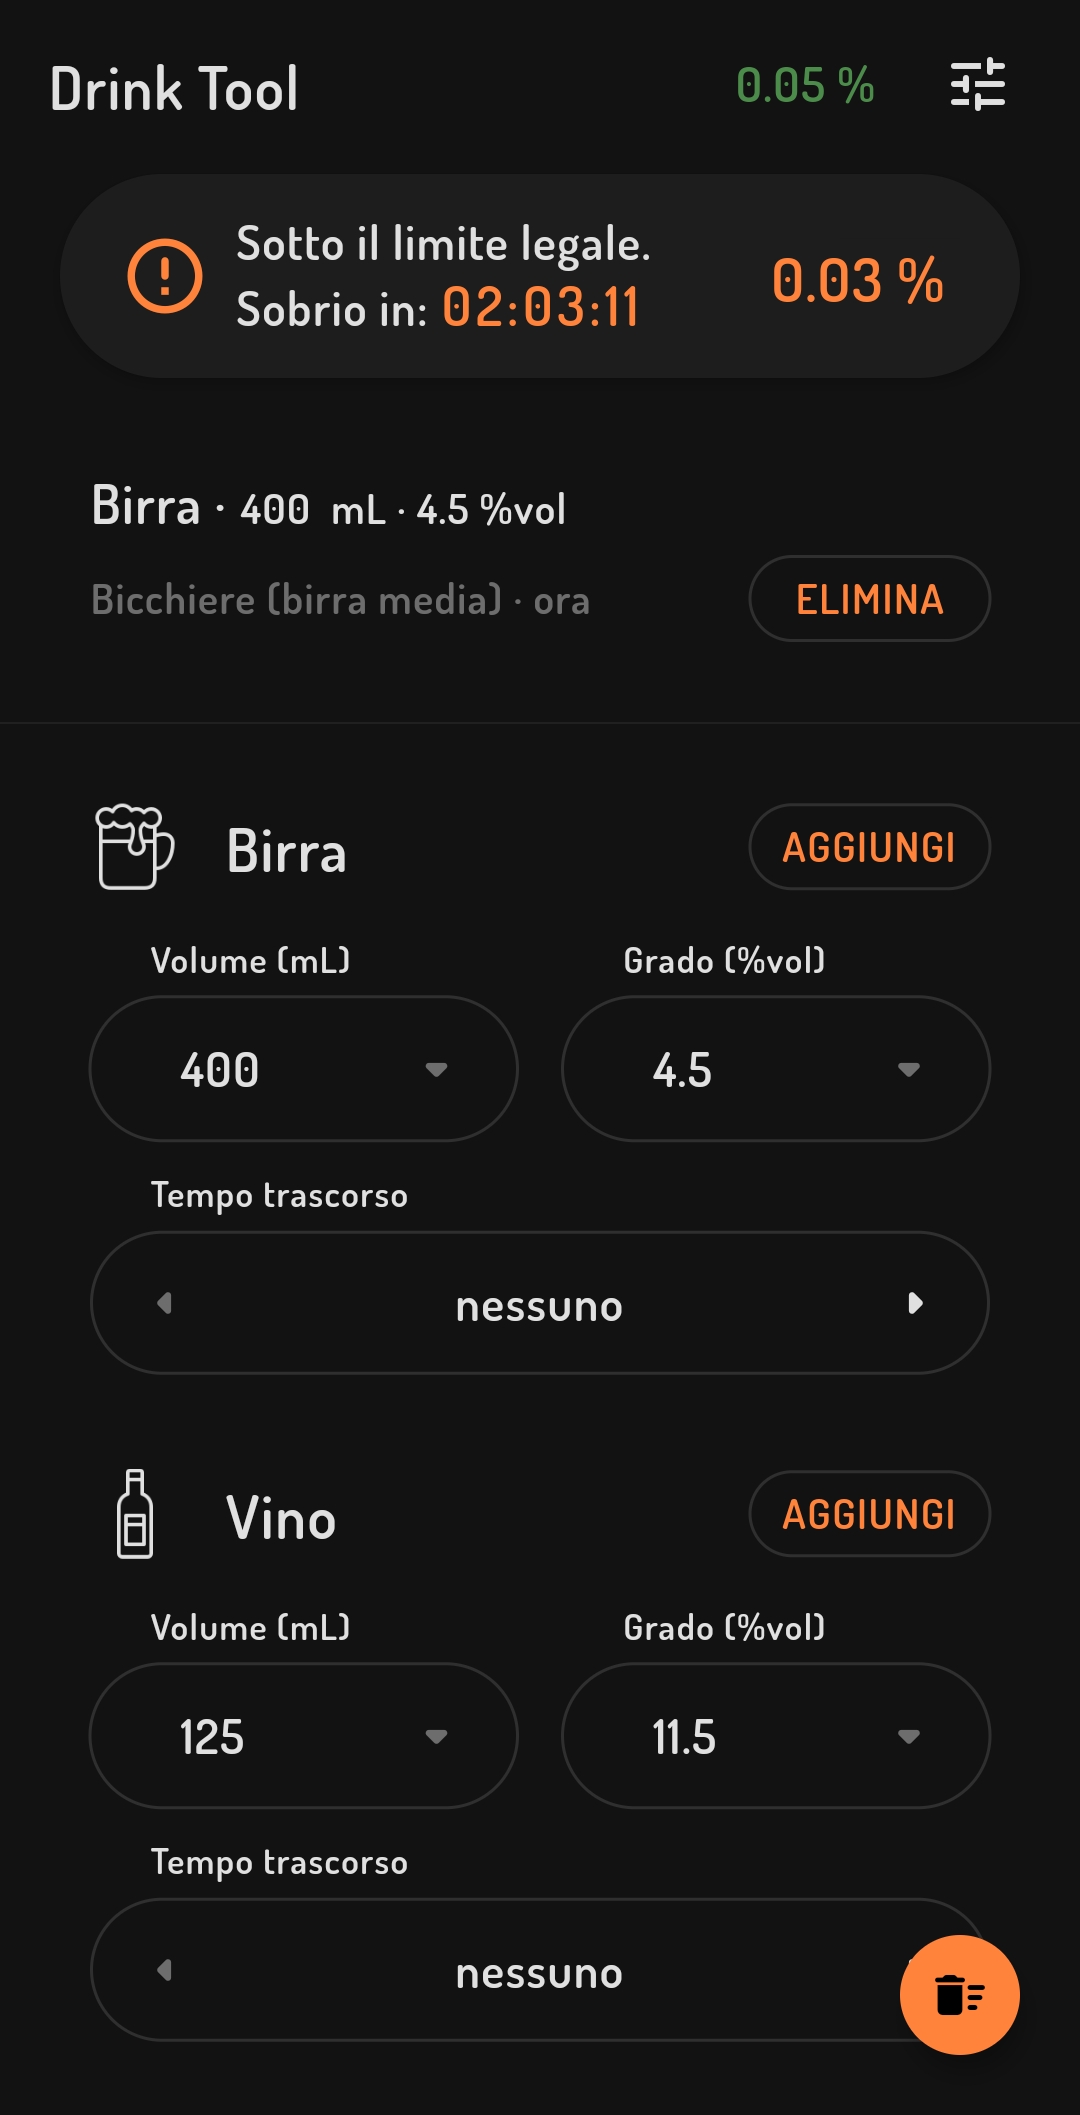 Drink Tool
0.05 %
Sotto il limite legale.
Sobrio in: 02:03:11
0.03 %
Birra · 400 mL · 4.5 %vol
Bicchiere (birra media) · ora
ELIMINA
Birra
AGGIUNGI
Volume (mL)
Grado (%vol)
400
4.5
Tempo trascorso
nessuno
Vino
AGGIUNGI
Volume (mL)
Grado (%vol)
125
11.5
Tempo trascorso
nessuno